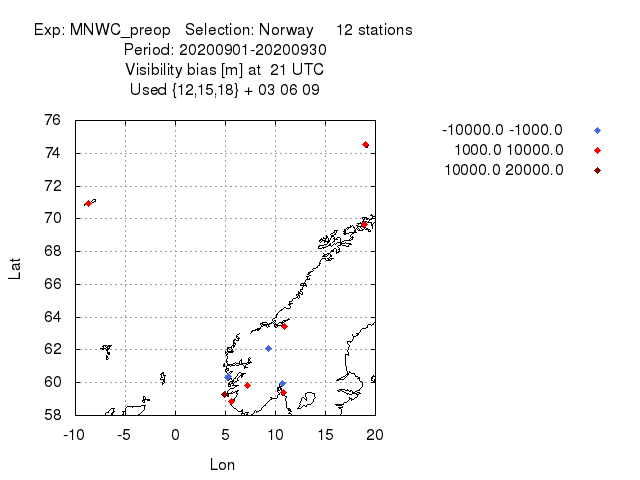 Exp: MNWC_preop   Selection: Norway     12 stations
Period: 20200901-20200930
Visibility bias [m] at  21 UTC
Used {12,15,18} + 03 06 09
-10000.0 -1000.0
1000.0 10000.0
10000.0 20000.0
76
74
72
70
68
66
64
62
60
58
Lat
-10 -5 0 5 10 15 20
Lon